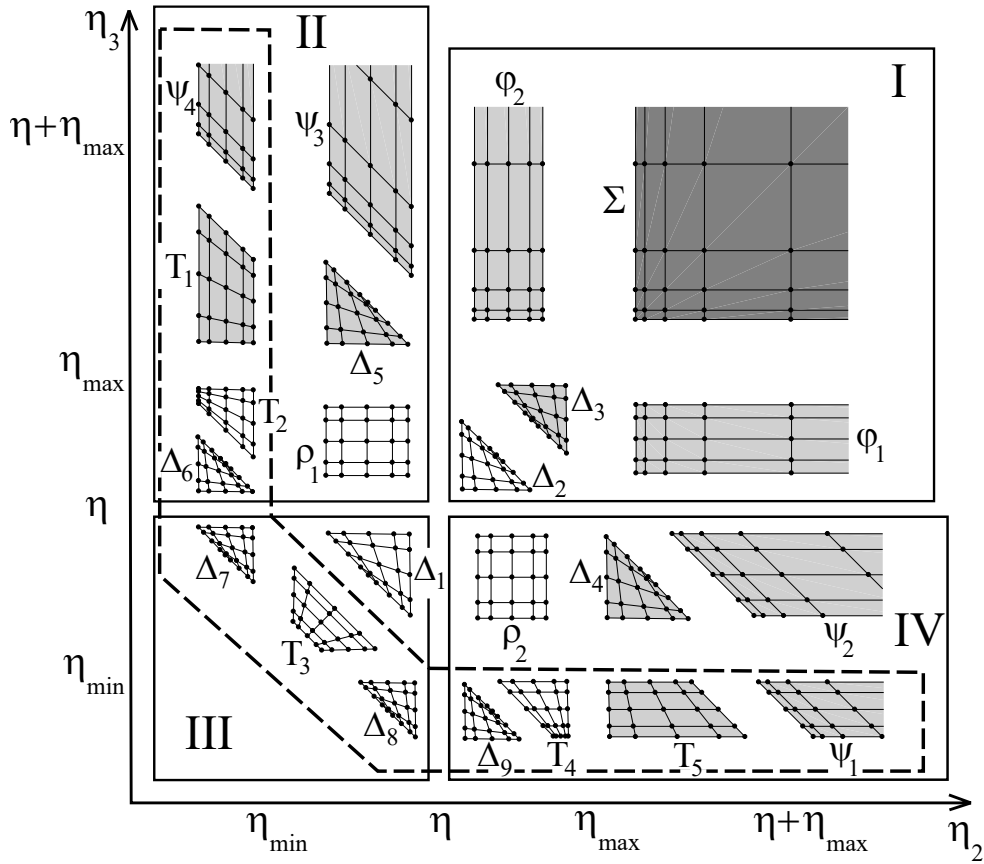 η₃
II
I
ψ₄
φ₂
η+ηmax
ψ₃
Σ
T₁
ηmax
Δ₅
T₂
Δ₃
Δ₆
ρ₁
Δ₂
φ₁
η
Δ₇
Δ₁
Δ₄
T₃
ρ₂
ψ₂
IV
ηmin
III
Δ₈
Δ₉
T₄
T₅
ψ₁
ηmin
η
ηmax
η+ηmax
η₂